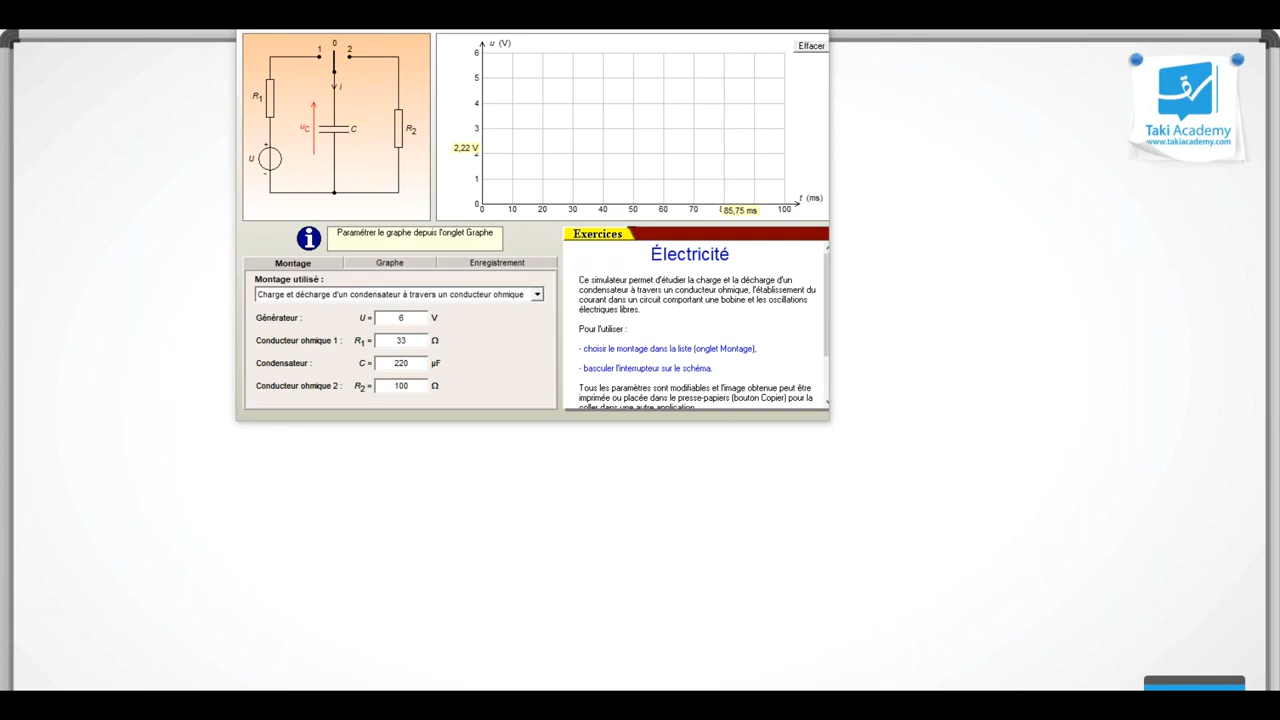 1
0
2
i
R1
uC
C
R2
U
+
-
u (V)
Effacer
6
5
4
3
2,22 V
2
1
0
t (ms)
0 10 20 30 40 50 60 70 85,75 ms 100
Paramétrer le graphe depuis l'onglet Graphe
Montage Graphe Enregistrement
Montage utilisé :
Charge et décharge d'un condensateur à travers un conducteur ohmique
Générateur : U = 6 V
Conducteur ohmique 1 : R1 = 33 Ω
Condensateur : C = 220 µF
Conducteur ohmique 2 : R2 = 100 Ω
Exercices
Électricité
Ce simulateur permet d'étudier la charge et la décharge d'un
condensateur à travers un conducteur ohmique, l'établissement du
courant dans un circuit comportant une bobine et les oscillations
électriques libres.
Pour l'utiliser :
- choisir le montage dans la liste (onglet Montage),
- basculer l'interrupteur sur le schéma.
Tous les paramètres sont modifiables et l'image obtenue peut être
imprimée ou placée dans le presse-papiers (bouton Copier) pour la
coller dans une autre application.
Taki Academy
www.takiacademy.com